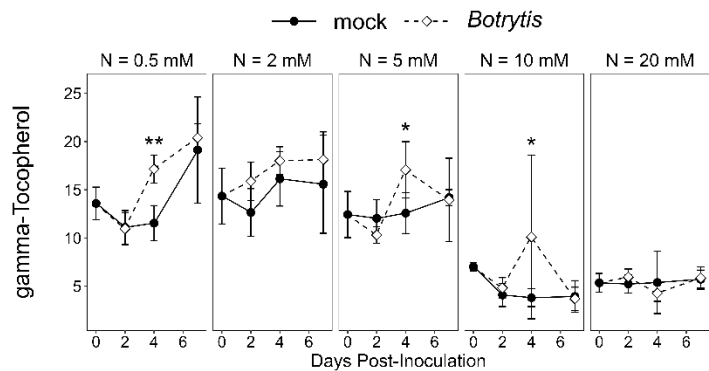 mock Botrytis
N = 0.5 mM N = 2 mM N = 5 mM N = 10 mM N = 20 mM
gamma-Tocopherol
25
20
15
10
5
** * *
0 2 4 6 0 2 4 6 0 2 4 6 0 2 4 6 0 2 4 6
Days Post-Inoculation